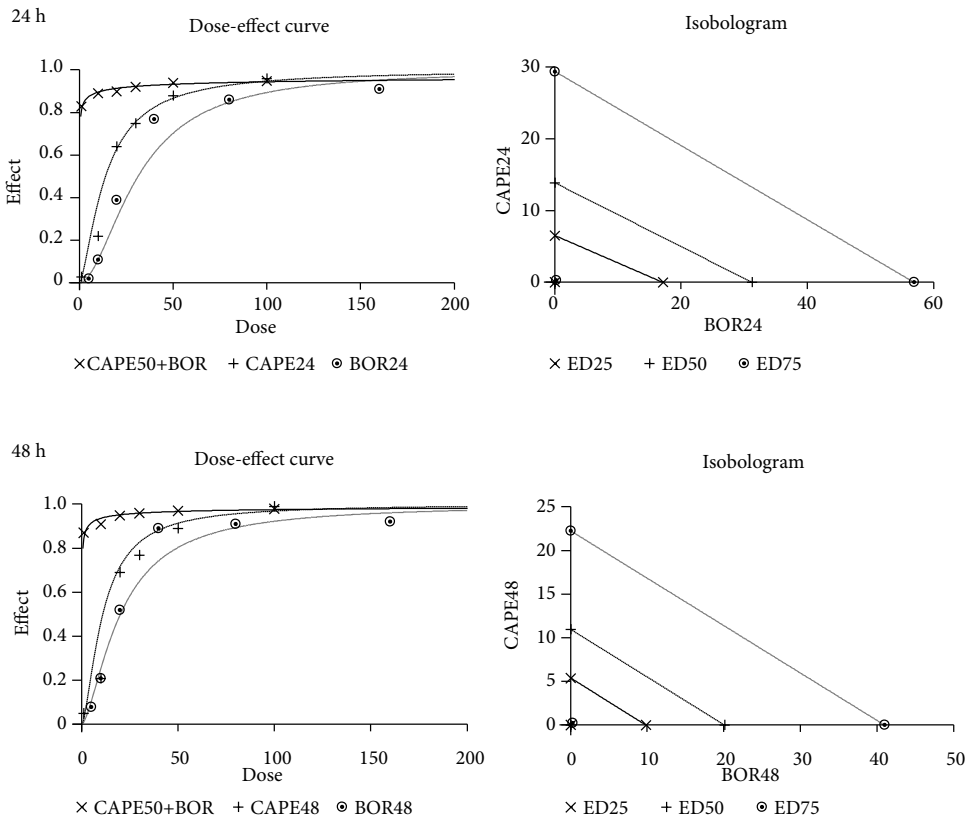 24 h
Dose-effect curve
1.0
0.8
0.6
0.4
0.2
0
Effect
0 50 100 150 200
Dose
×CAPE50+BOR + CAPE24 BOR24
Isobologram
30
20
10
0
CAPE24
0 20 40 60
BOR24
× ED25 + ED50 ED75
48 h
Dose-effect curve
1.0
0.8
0.6
0.4
0.2
0
Effect
0 50 100 150 200
Dose
× CAPE50+BOR + CAPE48 BOR48
Isobologram
25
20
15
10
5
0
CAPE48
0 10 20 30 40 50
BOR48
× ED25 + ED50 ED75